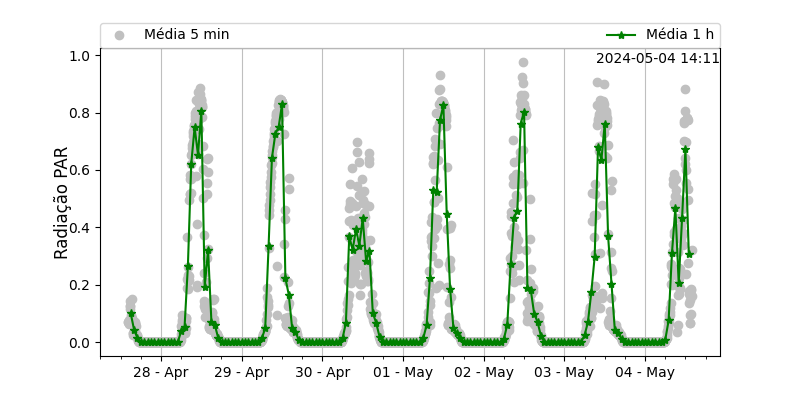 Média 5 min
Média 1 h
2024-05-04 14:11
1.0
0.8
0.6
0.4
0.2
0.0
Radiação PAR
28 - Apr
29 - Apr
30 - Apr
01 - May
02 - May
03 - May
04 - May